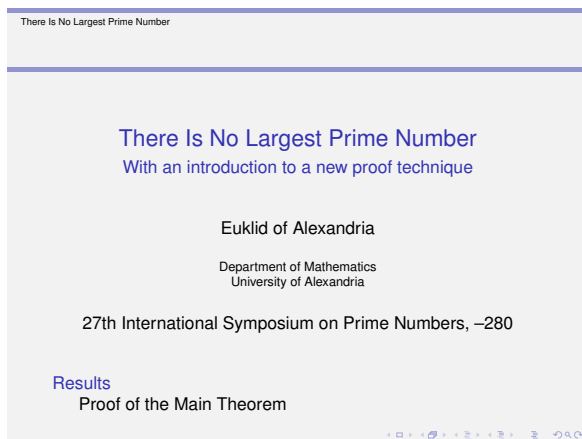 There Is No Largest Prime Number
There Is No Largest Prime Number
With an introduction to a new proof technique
Euklid of Alexandria
Department of Mathematics
University of Alexandria
27th International Symposium on Prime Numbers, –280
Results
Proof of the Main Theorem